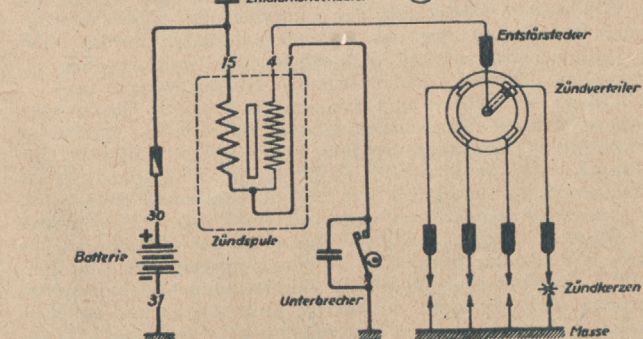 Entstörstecker
15 4 1
Zündverteiler
30
+
Zündspule
Batterie
-
31
Unterbrecher
Zündkerzen
Masse